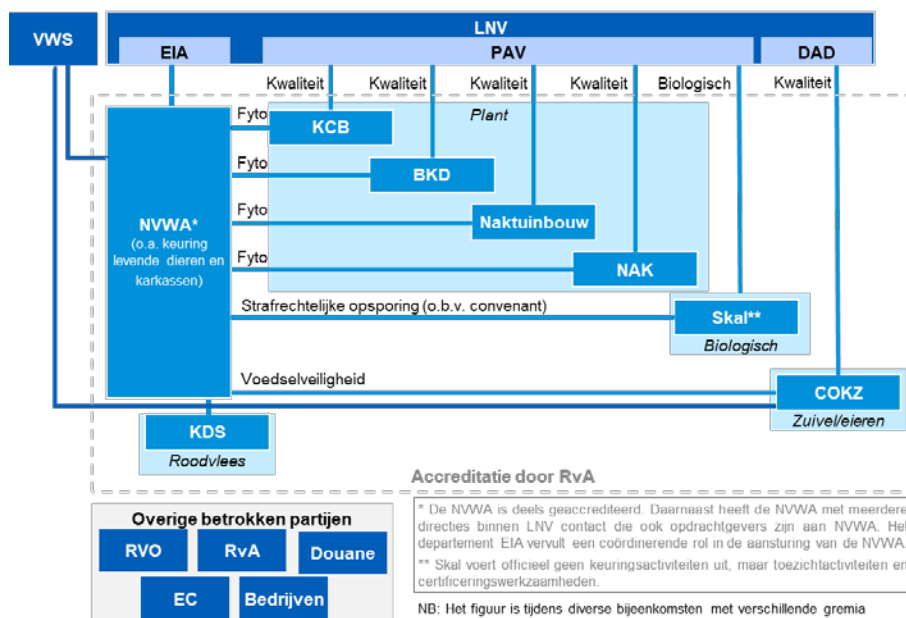 VWS
LNV
EIA
PAV
DAD
Kwaliteit
Kwaliteit
Kwaliteit
Kwaliteit
Biologisch
Kwaliteit
Fyto
KCB
Plant
Fyto
BKD
NVWA*
(o.a. keuring
levende dieren en
karkassen)
Fyto
Naktuinbouw
Fyto
NAK
Strafrechtelijke opsporing (o.b.v. convenant)
Skal**
Biologisch
Voedselveiligheid
COKZ
Zuivel/eieren
KDS
Roodvlees
Accreditatie door RvA
Overige betrokken partijen
RVO
RvA
Douane
EC
Bedrijven
* De NVWA is deels geaccrediteerd. Daarnaast heeft de NVWA met meerdere
directies binnen LNV contact die ook opdrachtgevers zijn aan NVWA. Het
departement EIA vervult een coördinerende rol in de aansturing van de NVWA.
** Skal voert officieel geen keuringsactiviteiten uit, maar toezichtactiviteiten en
certificeringswerkzaamheden.
NB: Het figuur is tijdens diverse bijeenkomsten met verschillende gremia